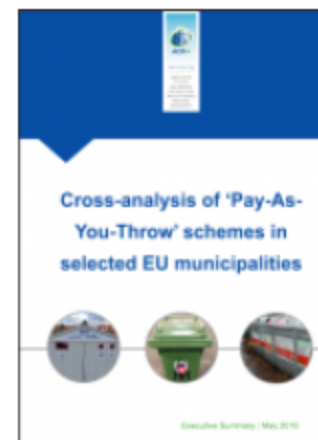 Cross-analysis of 'Pay-As-
You-Throw' schemes in
selected EU municipalities
Executive Summary | May 2016